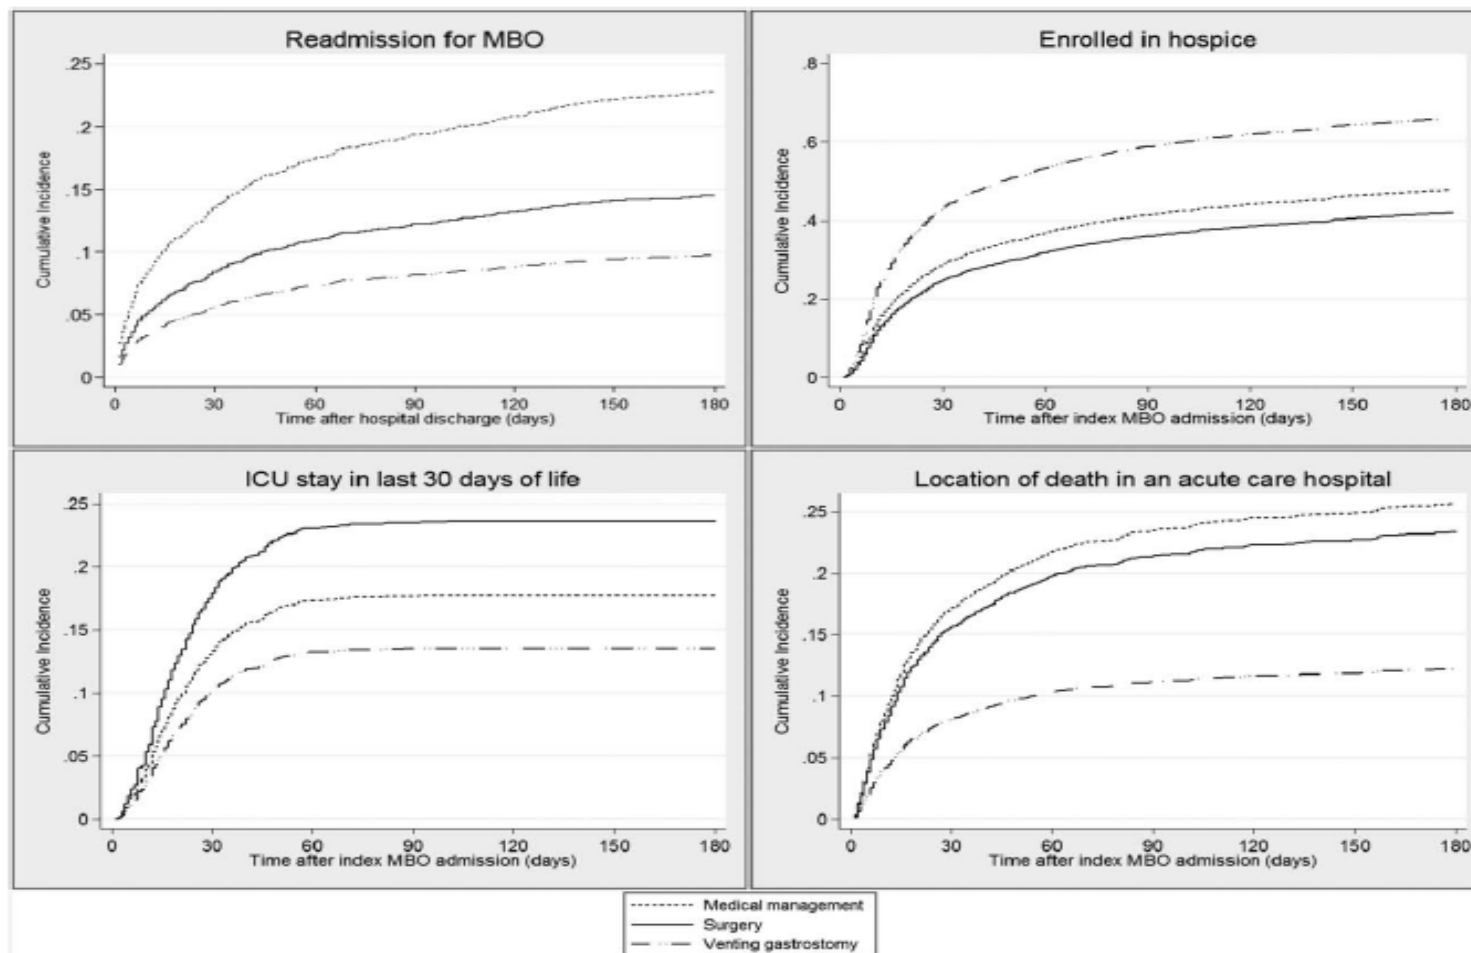 Readmission for MBO
.25
.2
.15
.1
.05
0
Cumulative Incidence
0 30 60 90 120 150 180
Time after hospital discharge (days)
Enrolled in hospice
.8
.6
.4
.2
0
Cumulative Incidence
0 30 60 90 120 150 180
Time after index MBO admission (days)
ICU stay in last 30 days of life
.25
.2
.15
.1
.05
0
Cumulative Incidence
0 30 60 90 120 150 180
Time after index MBO admission (days)
Location of death in an acute care hospital
.25
.2
.15
.1
.05
0
Cumulative Incidence
0 30 60 90 120 150 180
Time after index MBO admission (days)
Medical management
Surgery
Venting gastrostomy